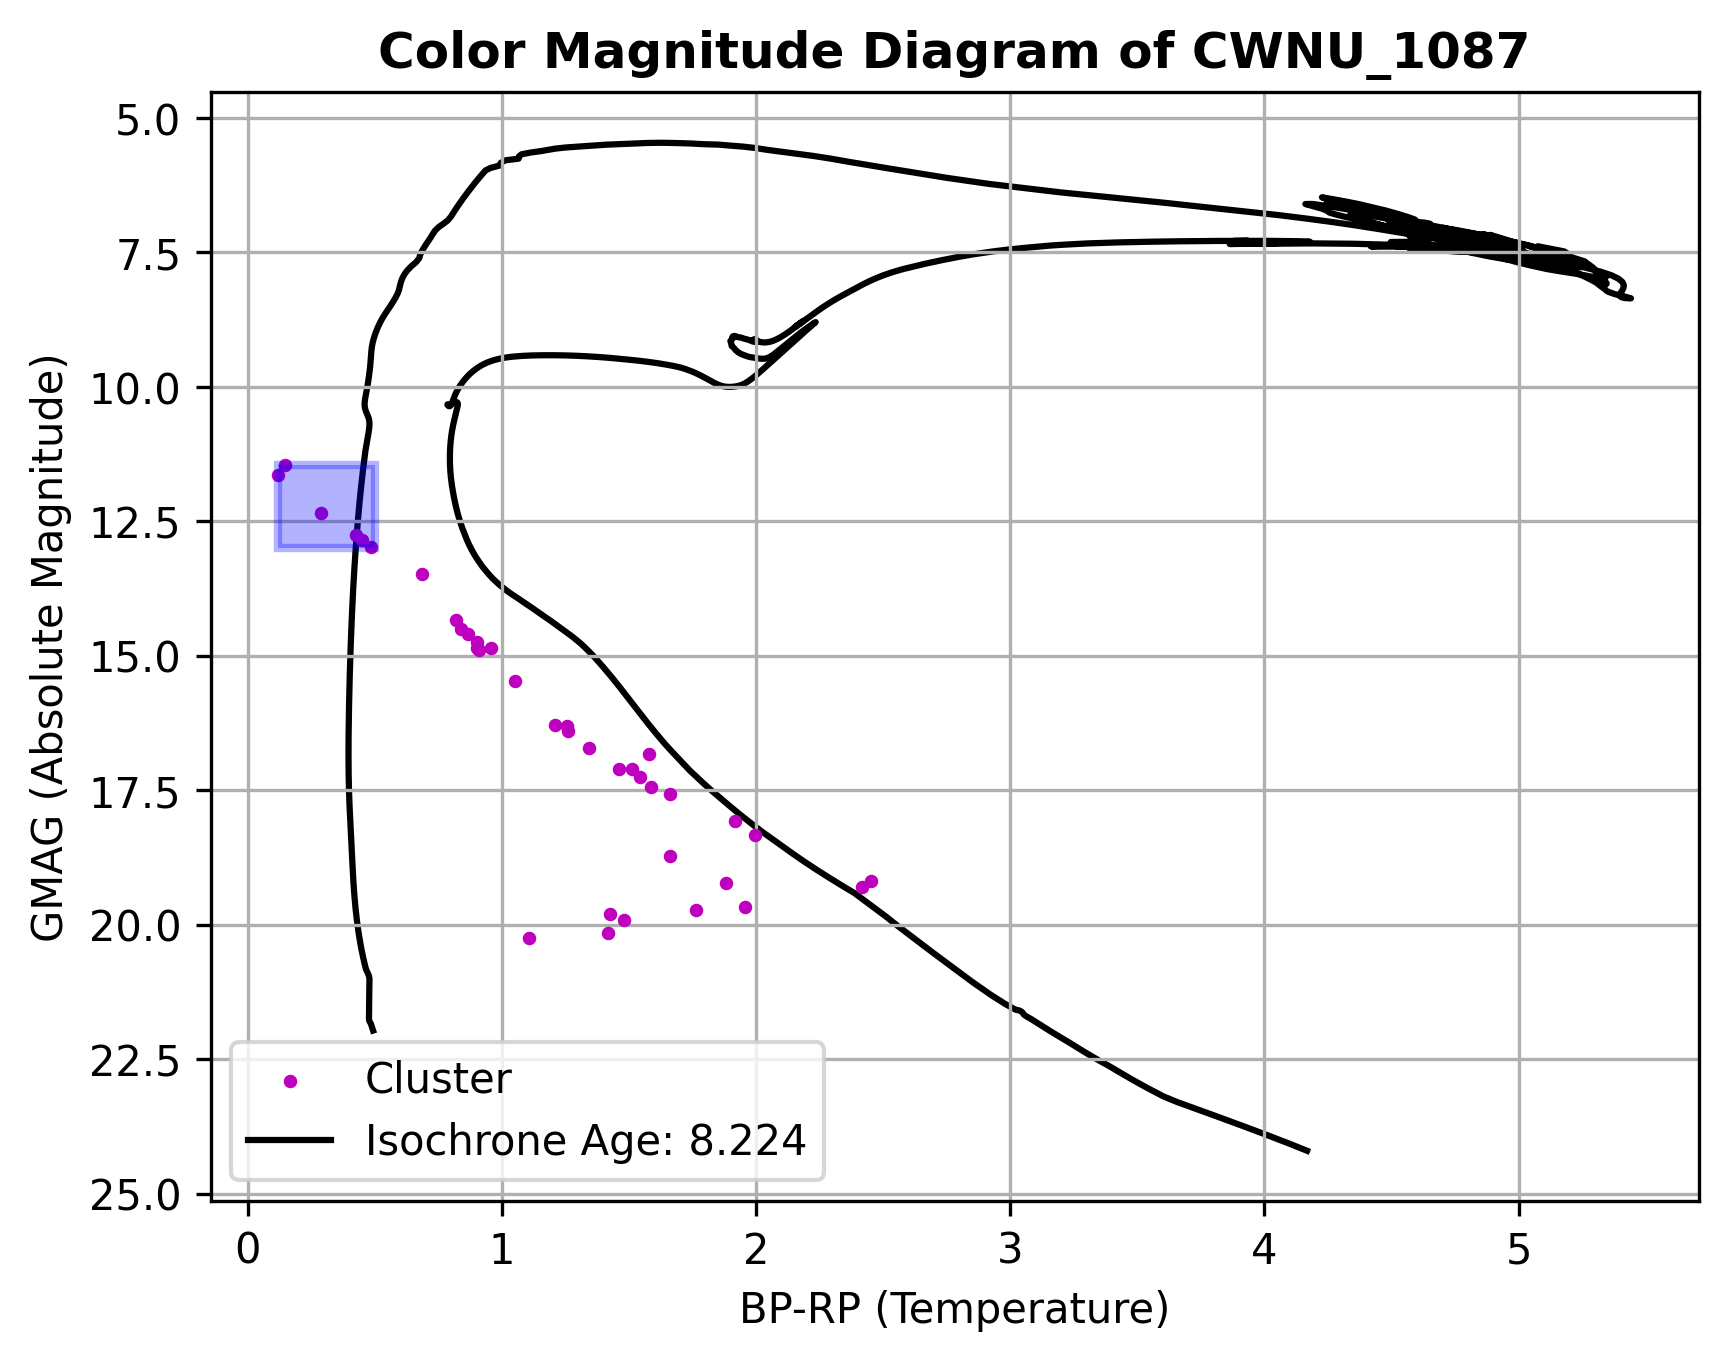 Color Magnitude Diagram of CWNU_1087
GMAG (Absolute Magnitude)
5.0
7.5
10.0
12.5
15.0
17.5
20.0
22.5
25.0
Cluster
Isochrone Age: 8.224
0 1 2 3 4 5
BP-RP (Temperature)